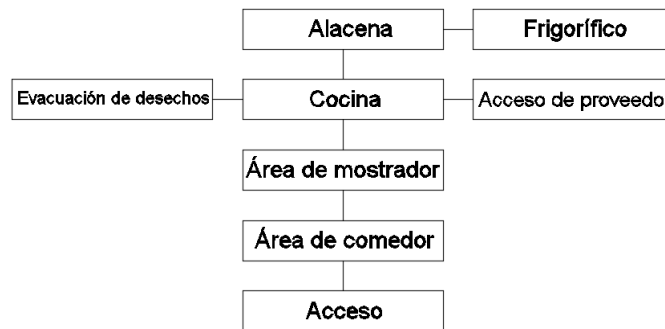 Alacena
Frigorífico
Evacuación de desechos
Cocina
Acceso de proveedo
Área de mostrador
Área de comedor
Acceso